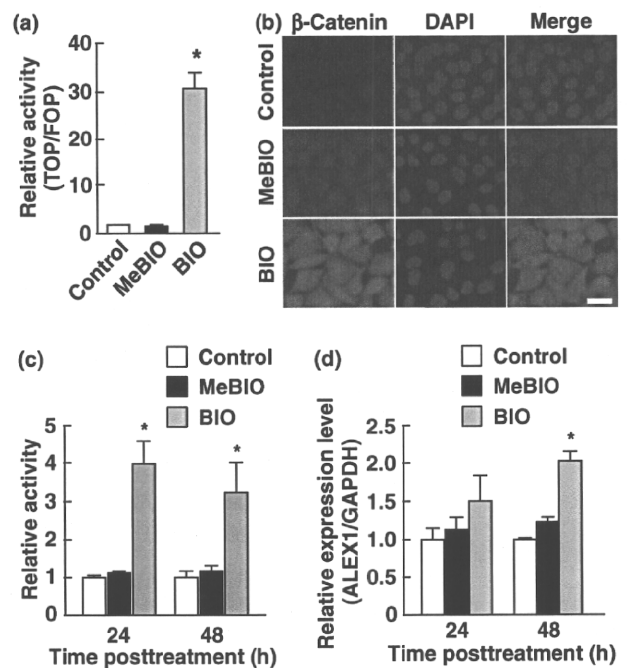 (a)
Relative activity
(TOP/FOP)
40
30
20
10
0
*
Control
MeBIO
BIO
(b)
β-Catenin
DAPI
Merge
Control
MeBIO
BIO
(c)
Control
MeBIO
BIO
Relative activity
5
4
3
2
1
0
*
*
24
48
Time posttreatment (h)
(d)
Control
MeBIO
BIO
Relative expression level
(ALEX1/GAPDH)
2.5
2.0
1.5
1.0
0.5
0.0
*
24
48
Time posttreatment (h)